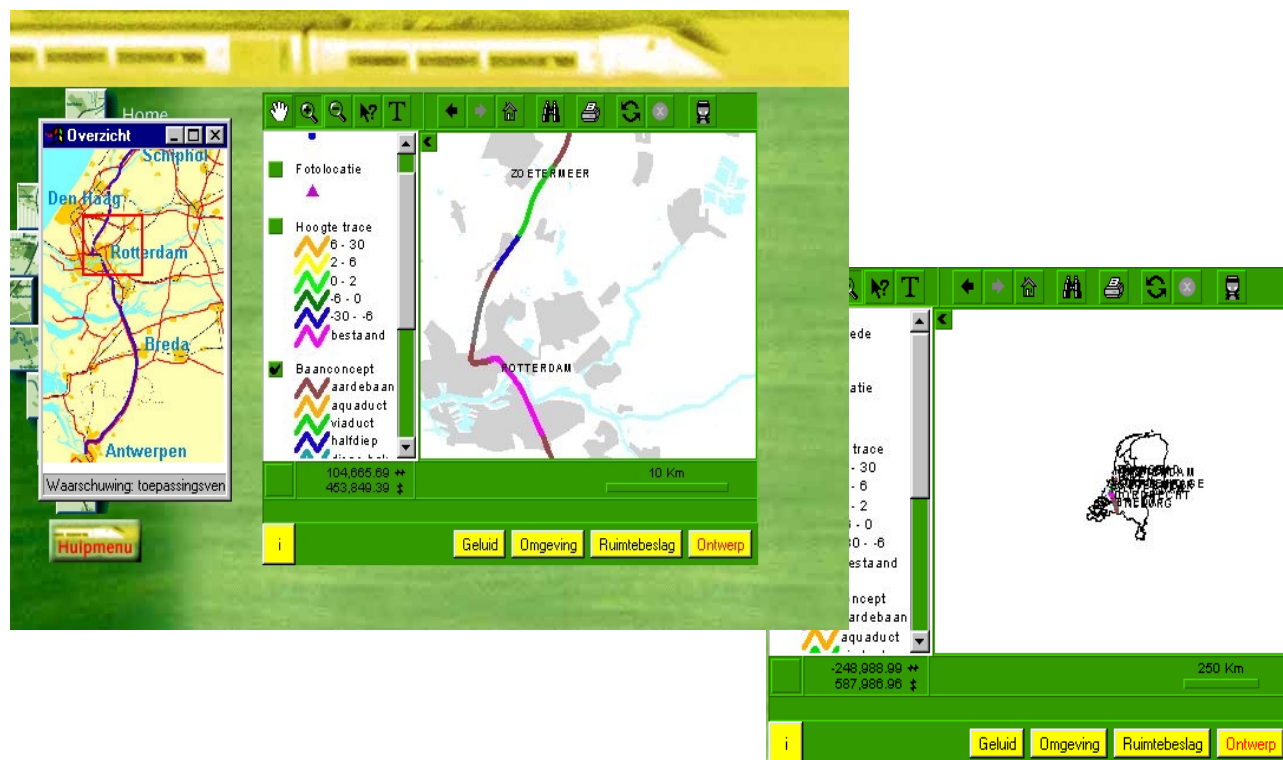 Home
Overzicht
Schiphol
Den Haag
Rotterdam
Breda
Antwerpen
Waarschuwing: toepassingsven
Hulpmenu
T
Fotolocatie
Hoogte trace
6 - 30
2 - 6
0 - 2
-6 - 0
-30 - -6
bestaand
Baanconcept
aardebaan
aquaduct
viaduct
halfdiep
ZOETERMEER
ROTTERDAM
104,665.69
453,849.39
10 Km
i
Geluid
Omgeving
Ruimtebeslag
Ontwerp
T
ede
atie
trace
- 30
- 6
- 2
- 0
30 - -6
estaand
ncept
ardebaan
aquaduct
-248,988.99
587,986.96
250 Km
i
Geluid
Omgeving
Ruimtebeslag
Ontwerp